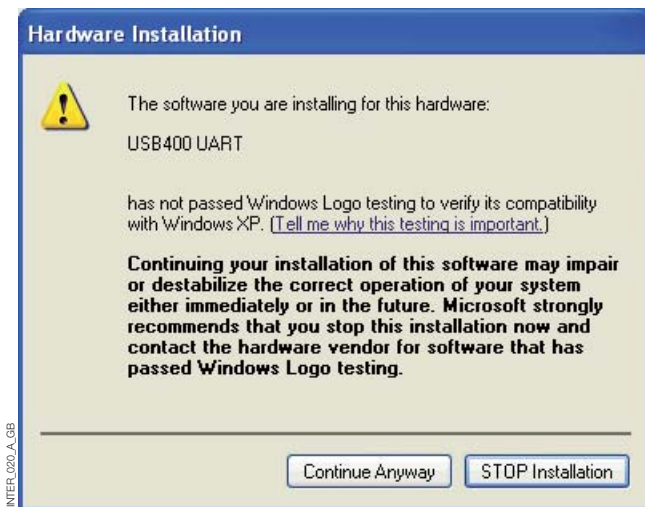 Hardware Installation
The software you are installing for this hardware:
USB400 UART
has not passed Windows Logo testing to verify its compatibility
with Windows XP. (Tell me why this testing is important.)
Continuing your installation of this software may impair
or destabilize the correct operation of your system
either immediately or in the future. Microsoft strongly
recommends that you stop this installation now and
contact the hardware vendor for software that has
passed Windows Logo testing.
Continue Anyway
STOP Installation
INTER_020_A_GB